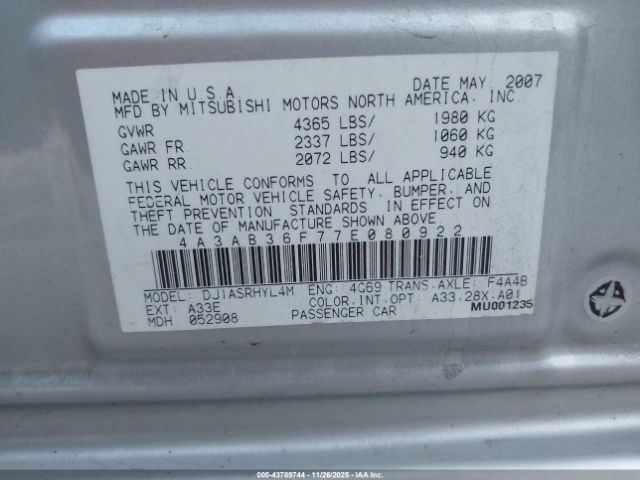 MADE IN U.S.A. DATE MAY 2007
MFD BY MITSUBISHI MOTORS NORTH AMERICA, INC.
GVWR 4365 LBS/ 1980 KG
GAWR FR. 2337 LBS/ 1060 KG
GAWR RR 2072 LBS/ 940 KG
THIS VEHICLE CONFORMS TO ALL APPLICABLE
FEDERAL MOTOR VEHICLE SAFETY, BUMPER, AND
THEFT PREVENTION STANDARDS IN EFFECT ON
THE DATE OF MANUFACTURE SHOWN ABOVE
4A3AB36F77E080922
MODEL: DJ1ASRHYL4M ENG: 4G69 TRANS.AXLE: F4A4B
EXT: A33E COLOR.INT.OPT: A33.28X.A01
MDH 052908 PASSENGER CAR MU001235
© - 43789744 - 11/26/2025 - IAA Inc.